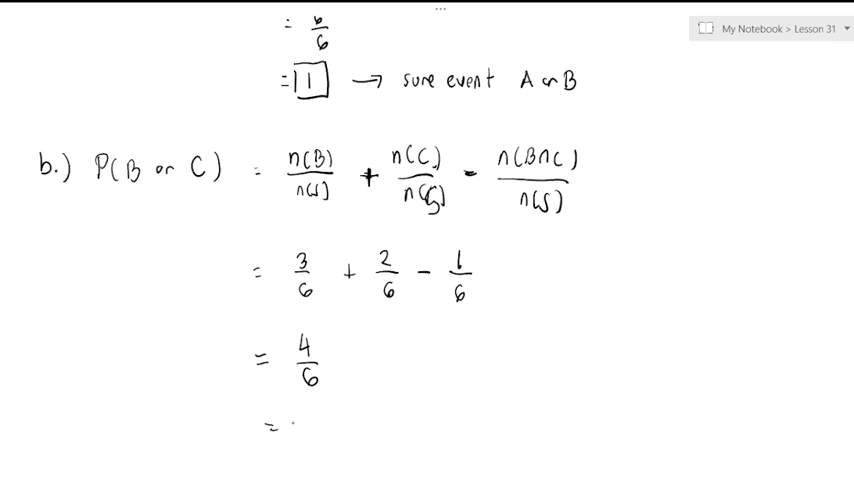 ...
My Notebook > Lesson 31
= 6/6
= 1 → sure event A or B
b.) P(B or C) = n(B)/n(S) + n(C)/n(S) - n(B∩C)/n(S)
= 3/6 + 2/6 - 1/6
= 4/6
=